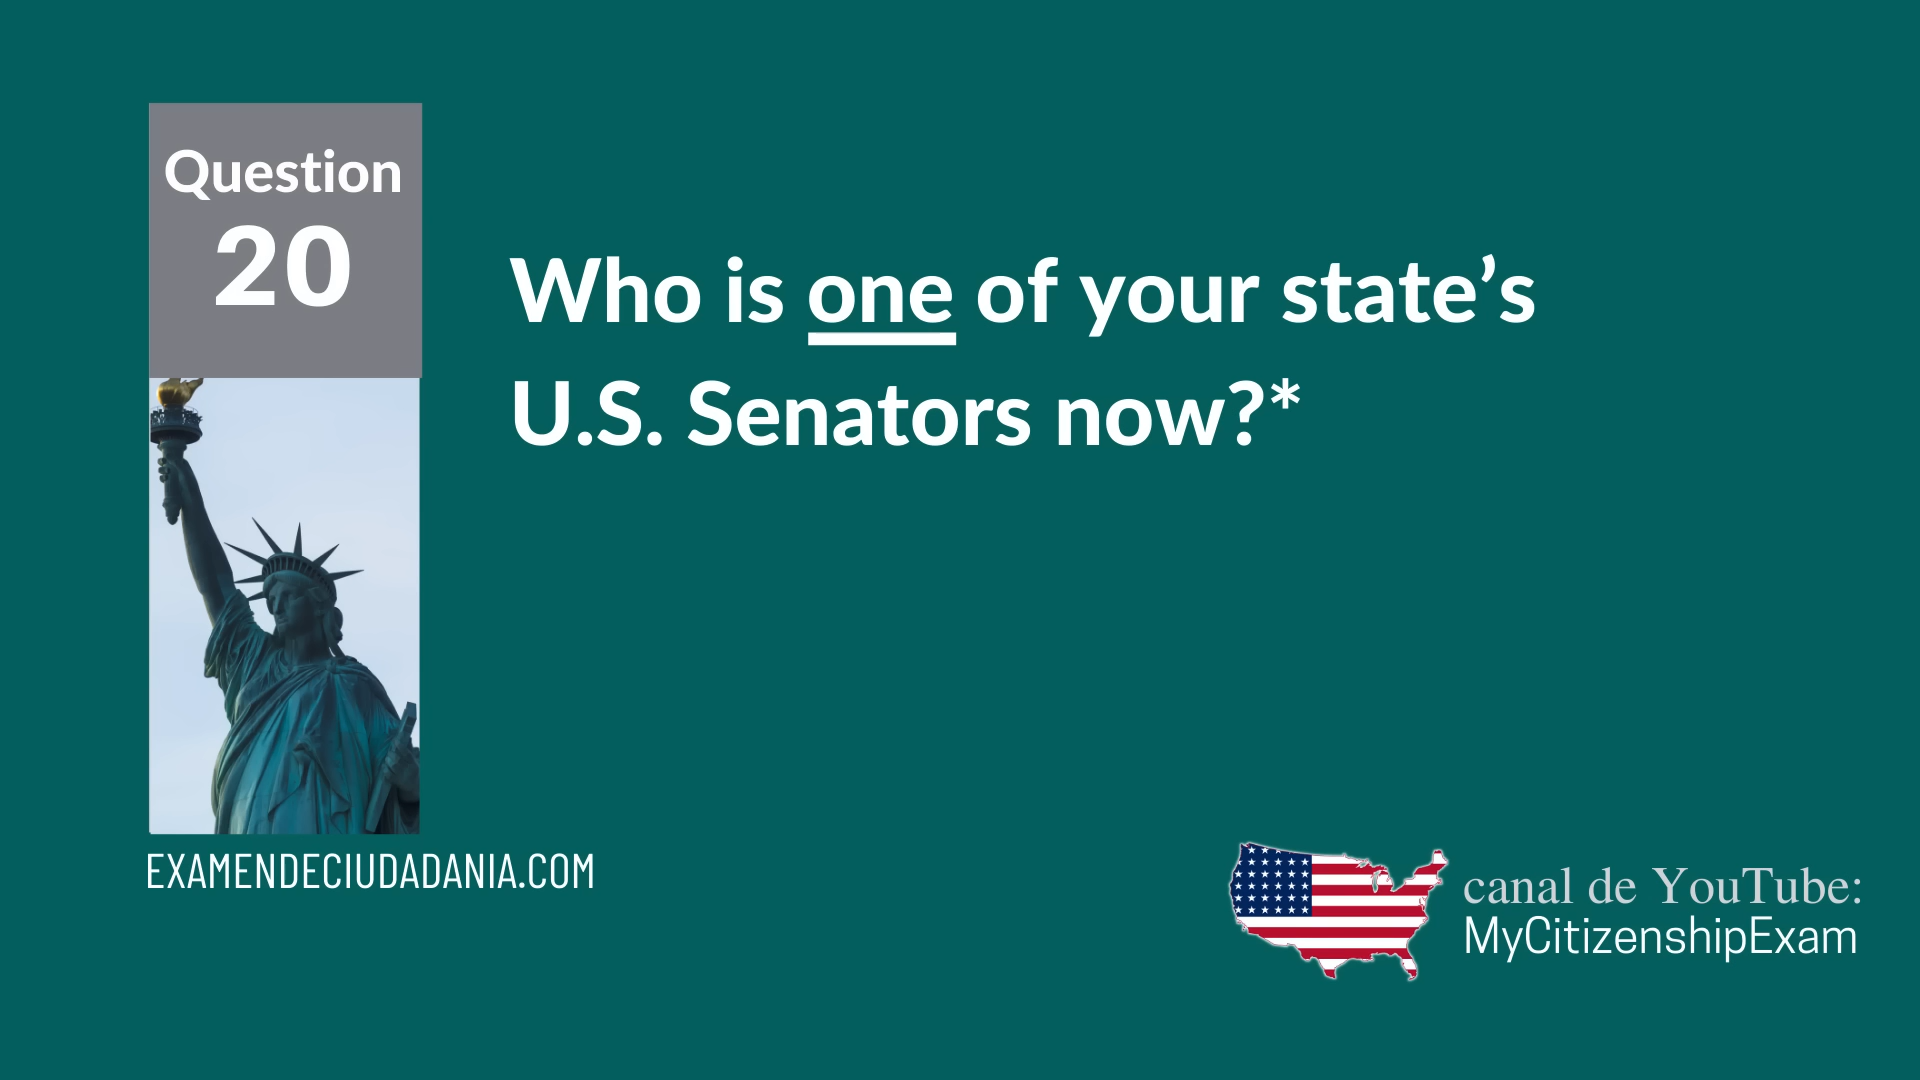 Question
20
Who is one of your state’s
U.S. Senators now?*
EXAMENDECIUDADANIA.COM
canal de YouTube:
MyCitizenshipExam